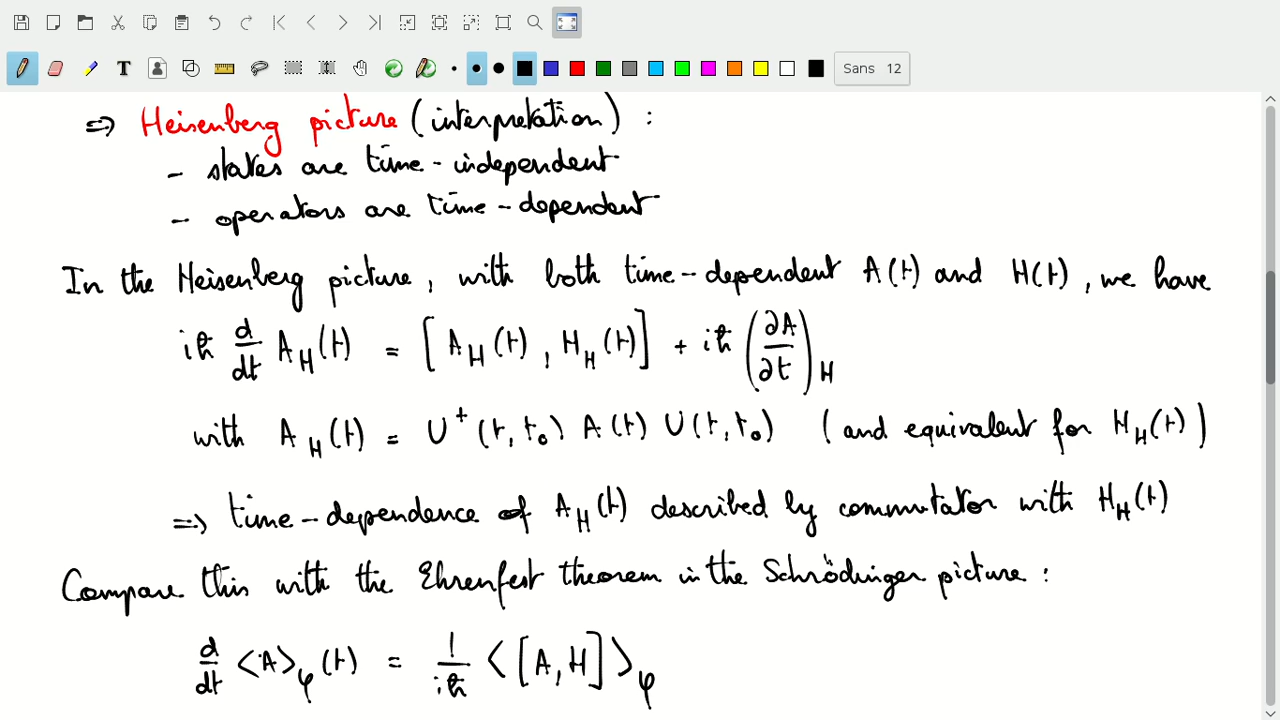 T
Sans 12
⇒ Heisenberg picture (interpretation) :
- states are time-independent
- operators are time-dependent
In the Heisenberg picture, with both time-dependent A(t) and H(t), we have
iħ d/dt A_H(t) = [A_H(t), H_H(t)] + iħ (∂A/∂t)_H
with A_H(t) = U⁺(t,t₀) A(t) U(t,t₀) (and equivalent for H_H(t))
⇒ time-dependence of A_H(t) described by commutator with H_H(t)
Compare this with the Ehrenfest theorem in the Schrödinger picture :
d/dt <A>_φ (t) = 1/iħ <[A,H]>_φ